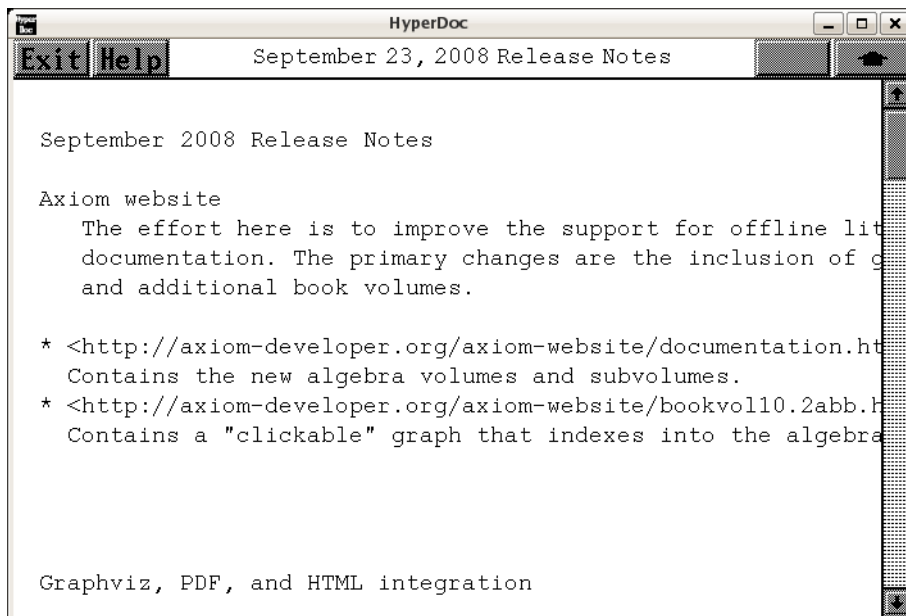 Hyper Doc
HyperDoc
Exit Help September 23, 2008 Release Notes
September 2008 Release Notes
Axiom website
The effort here is to improve the support for offline lit
documentation. The primary changes are the inclusion of g
and additional book volumes.
* <http://axiom-developer.org/axiom-website/documentation.ht
Contains the new algebra volumes and subvolumes.
* <http://axiom-developer.org/axiom-website/bookvol10.2abb.h
Contains a "clickable" graph that indexes into the algebra
Graphviz, PDF, and HTML integration